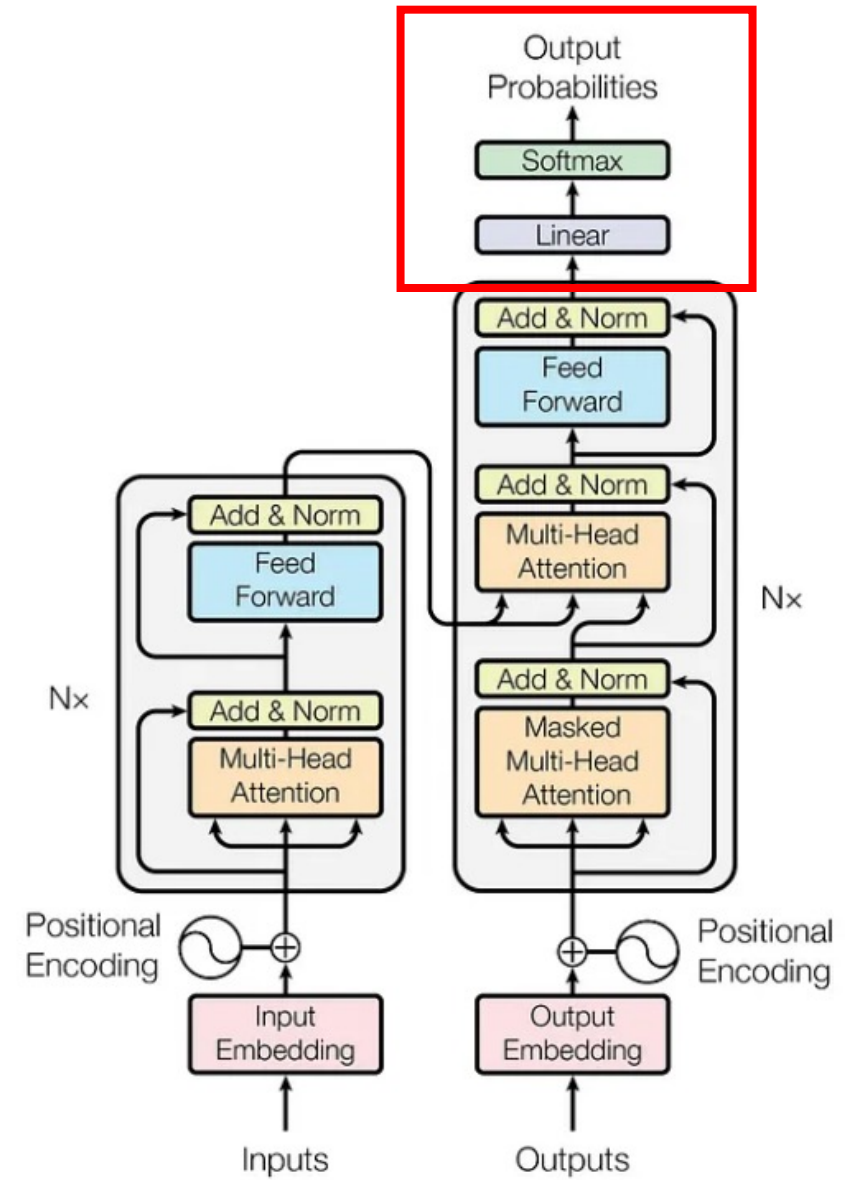 Output
Probabilities
Softmax
Linear
Add & Norm
Feed
Forward
Add & Norm
Multi-Head
Attention
Add & Norm
Masked
Multi-Head
Attention
Nx
Add & Norm
Feed
Forward
Add & Norm
Multi-Head
Attention
Nx
Positional
Encoding
Positional
Encoding
Input
Embedding
Output
Embedding
Inputs
Outputs